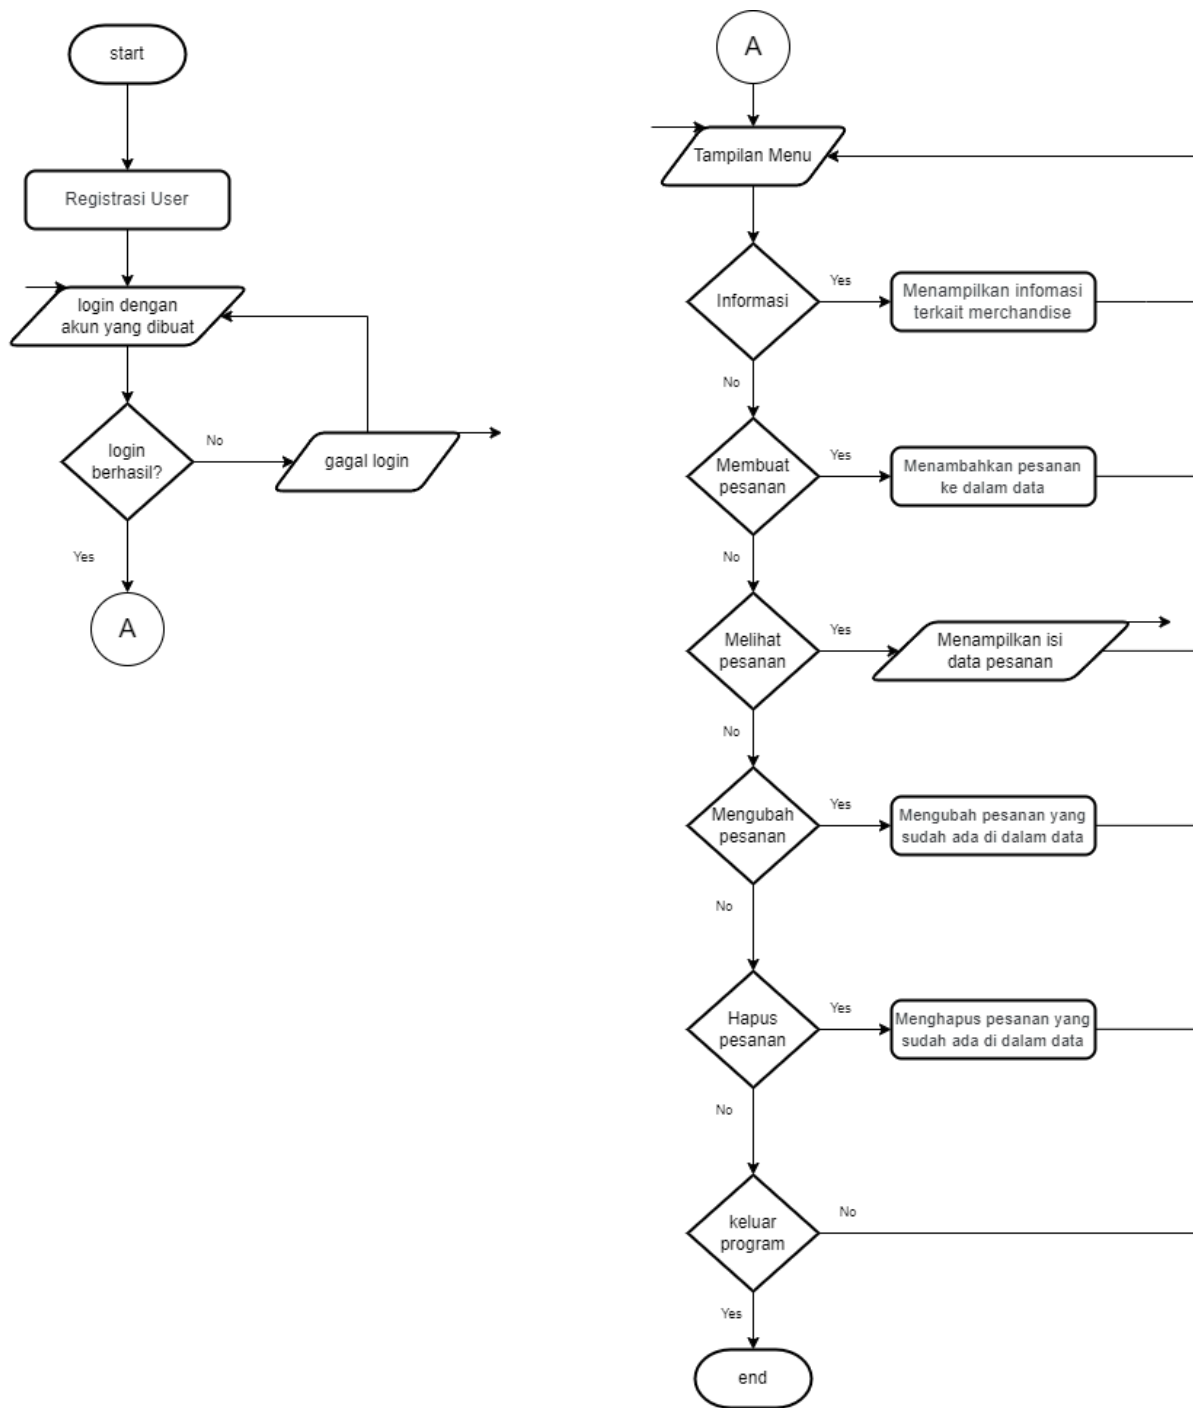 start
Registrasi User
login dengan
akun yang dibuat
login
berhasil?
No
gagal login
Yes
A
A
Tampilan Menu
Informasi
Yes
Menampilkan infomasi
terkait merchandise
No
Membuat
pesanan
Yes
Menambahkan pesanan
ke dalam data
No
Melihat
pesanan
Yes
Menampilkan isi
data pesanan
No
Mengubah
pesanan
Yes
Mengubah pesanan yang
sudah ada di dalam data
No
Hapus
pesanan
Yes
Menghapus pesanan yang
sudah ada di dalam data
No
keluar
program
No
Yes
end